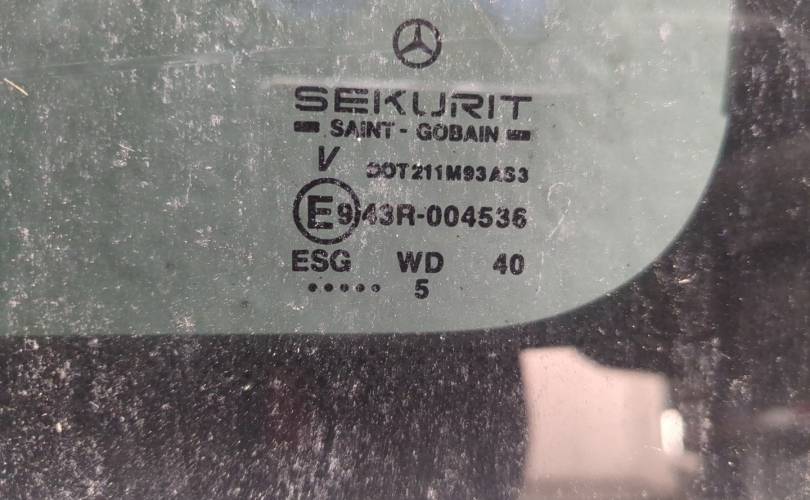 SEKURIT
SAINT-GOBAIN
V DOT211M93AS3
E9 43R-004536
ESG WD 40
••••• 5